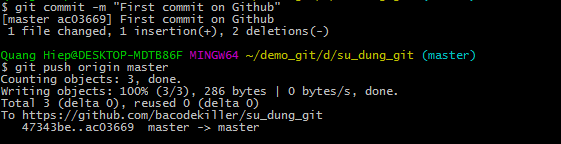 $ git commit -m "First commit on Github"
[master ac03669] First commit on Github
 1 file changed, 1 insertion(+), 2 deletions(-)
Quang Hiep@DESKTOP-MDTB86F MINGW64 ~/demo_git/d/su_dung_git (master)
$ git push origin master
Counting objects: 3, done.
Writing objects: 100% (3/3), 286 bytes | 0 bytes/s, done.
Total 3 (delta 0), reused 0 (delta 0)
To https://github.com/bacodekiller/su_dung_git
   47343be..ac03669  master -> master